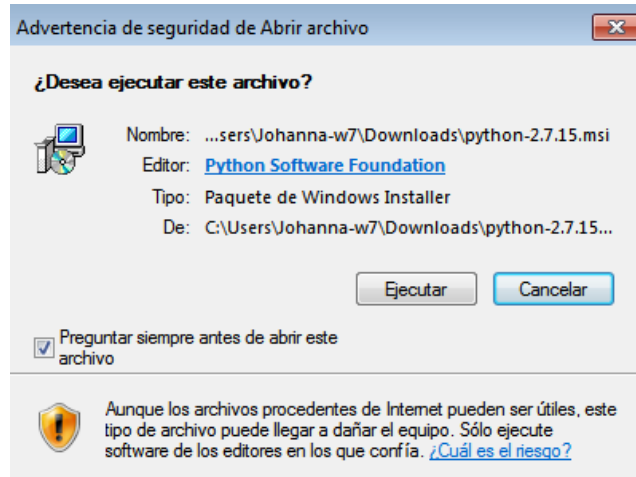 Advertencia de seguridad de Abrir archivo
¿Desea ejecutar este archivo?
Nombre: ...sers\Johanna-w7\Downloads\python-2.7.15.msi
Editor: Python Software Foundation
Tipo: Paquete de Windows Installer
De: C:\Users\Johanna-w7\Downloads\python-2.7.15...
Ejecutar Cancelar
Preguntar siempre antes de abrir este
archivo
Aunque los archivos procedentes de Internet pueden ser útiles, este
tipo de archivo puede llegar a dañar el equipo. Sólo ejecute
software de los editores en los que confía. ¿Cuál es el riesgo?